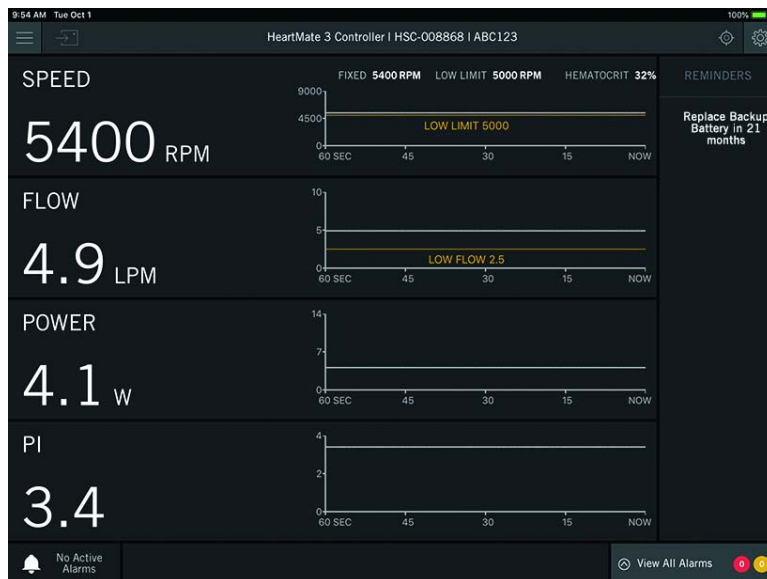 9:54 AM Tue Oct 1
100%
HeartMate 3 Controller | HSC-008868 | ABC123
SPEED
5400 RPM
FIXED 5400 RPM LOW LIMIT 5000 RPM HEMATOCRIT 32%
9000
4500
0
LOW LIMIT 5000
60 SEC 45 30 15 NOW
REMINDERS
Replace Backup
Battery in 21
months
FLOW
4.9 LPM
10
5
0
LOW FLOW 2.5
60 SEC 45 30 15 NOW
POWER
4.1 W
14
7
0
60 SEC 45 30 15 NOW
PI
3.4
4
2
0
60 SEC 45 30 15 NOW
No Active
Alarms
View All Alarms 0 0